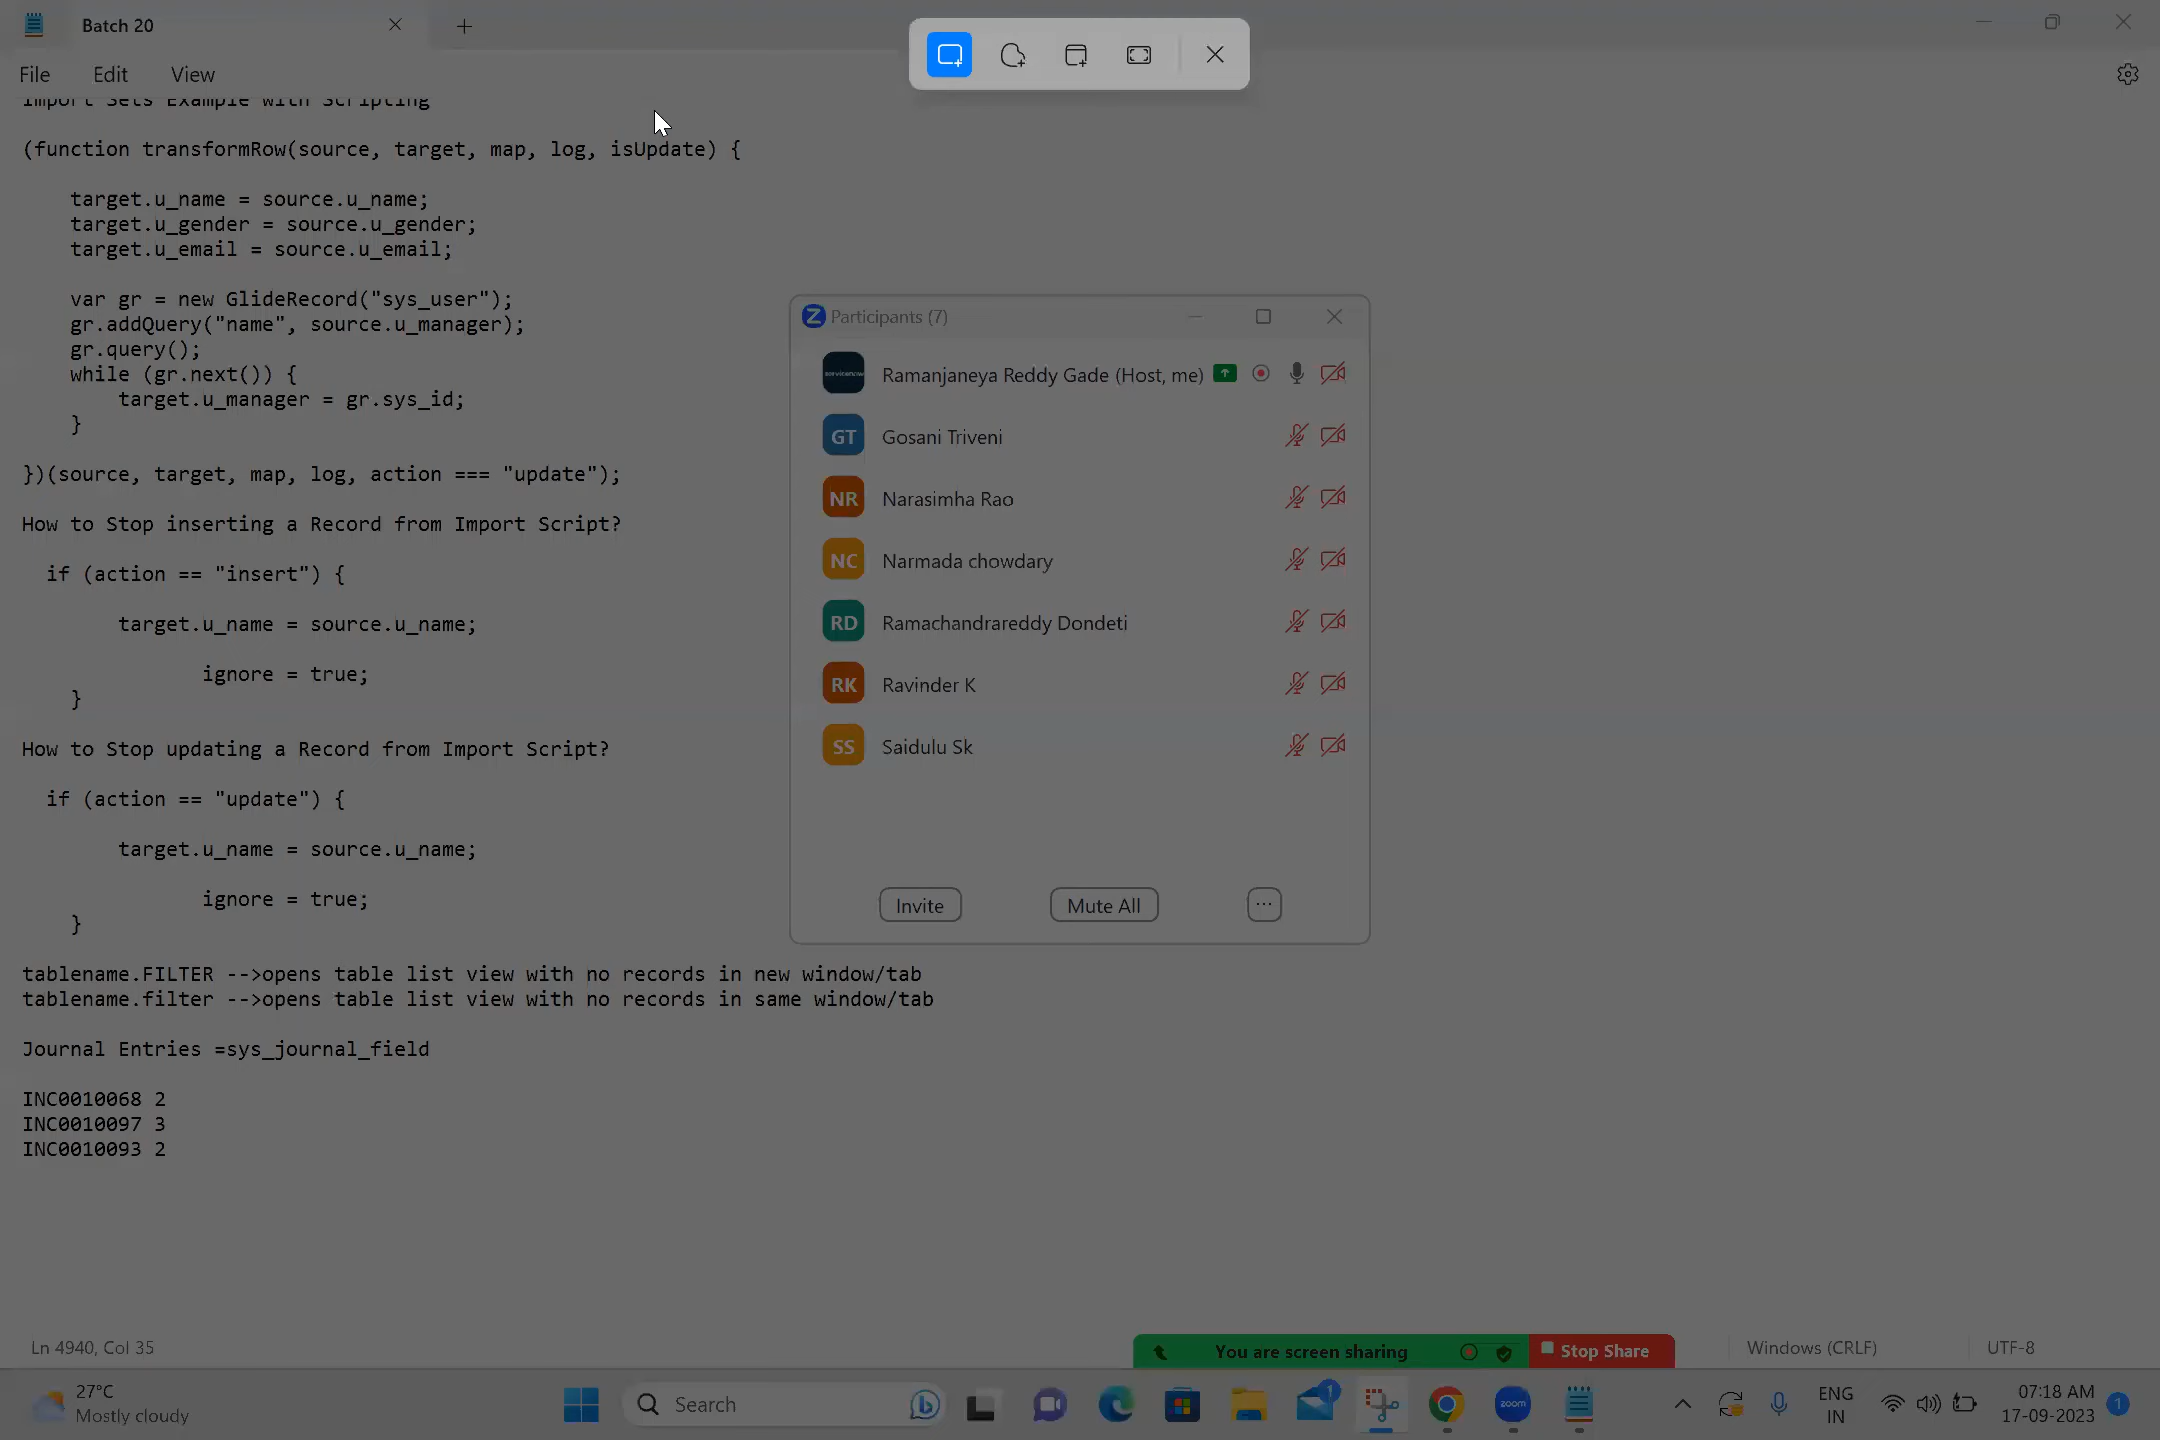 Batch 20
File Edit View
Import Sets Example with Scripting
(function transformRow(source, target, map, log, isUpdate) {
target.u_name = source.u_name;
target.u_gender = source.u_gender;
target.u_email = source.u_email;
var gr = new GlideRecord("sys_user");
gr.addQuery("name", source.u_manager);
gr.query();
while (gr.next()) {
target.u_manager = gr.sys_id;
}
})(source, target, map, log, action === "update");
How to Stop inserting a Record from Import Script?
if (action == "insert") {
target.u_name = source.u_name;
ignore = true;
}
How to Stop updating a Record from Import Script?
if (action == "update") {
target.u_name = source.u_name;
ignore = true;
}
tablename.FILTER -->opens table list view with no records in new window/tab
tablename.filter -->opens table list view with no records in same window/tab
Journal Entries =sys_journal_field
INC0010068 2
INC0010097 3
INC0010093 2
Participants (7)
servicenow Ramanjaneya Reddy Gade (Host, me)
GT Gosani Triveni
NR Narasimha Rao
NC Narmada chowdary
RD Ramachandrareddy Dondeti
RK Ravinder K
SS Saidulu Sk
Invite Mute All ...
Ln 4940, Col 35
You are screen sharing Stop Share
Windows (CRLF) UTF-8
27°C
Mostly cloudy
Search
1
zoom
ENG
IN
07:18 AM
17-09-2023
1